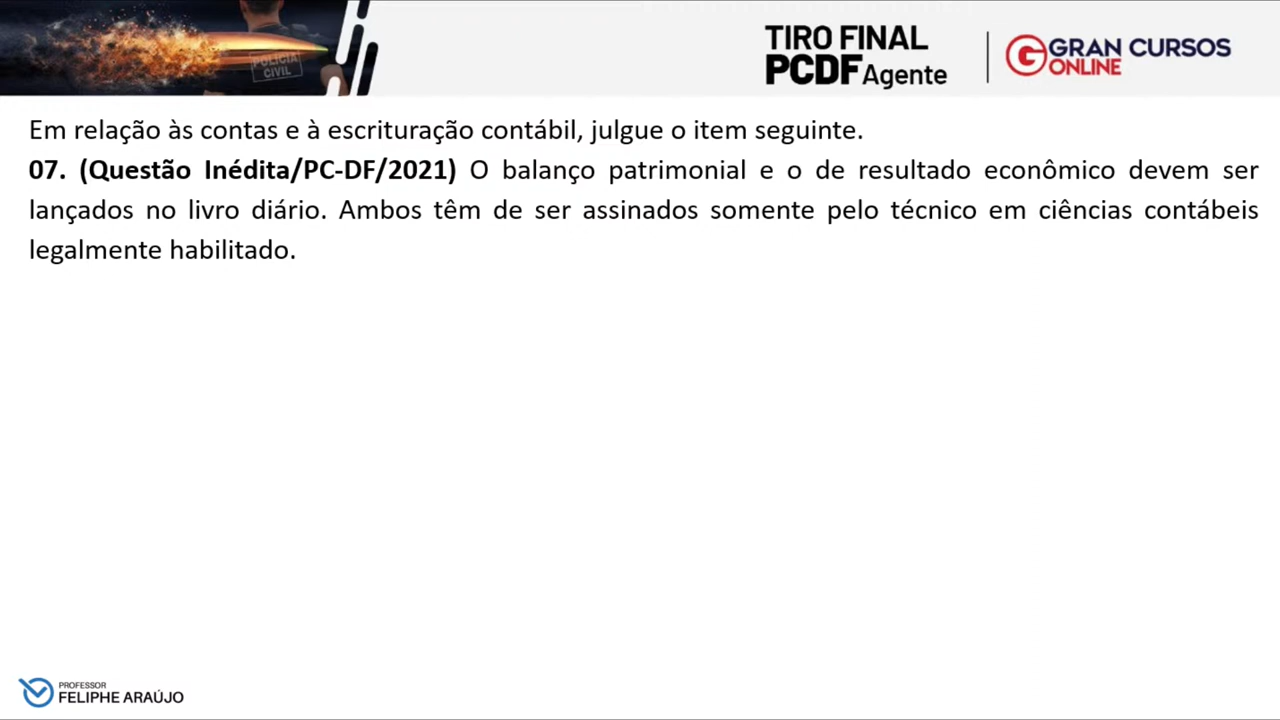 POLÍCIA
CIVIL
TIRO FINAL
PCDF Agente
GRAN CURSOS
ONLINE
Em relação às contas e à escrituração contábil, julgue o item seguinte.
07. (Questão Inédita/PC-DF/2021) O balanço patrimonial e o de resultado econômico devem ser
lançados no livro diário. Ambos têm de ser assinados somente pelo técnico em ciências contábeis
legalmente habilitado.
PROFESSOR
FELIPHE ARAÚJO